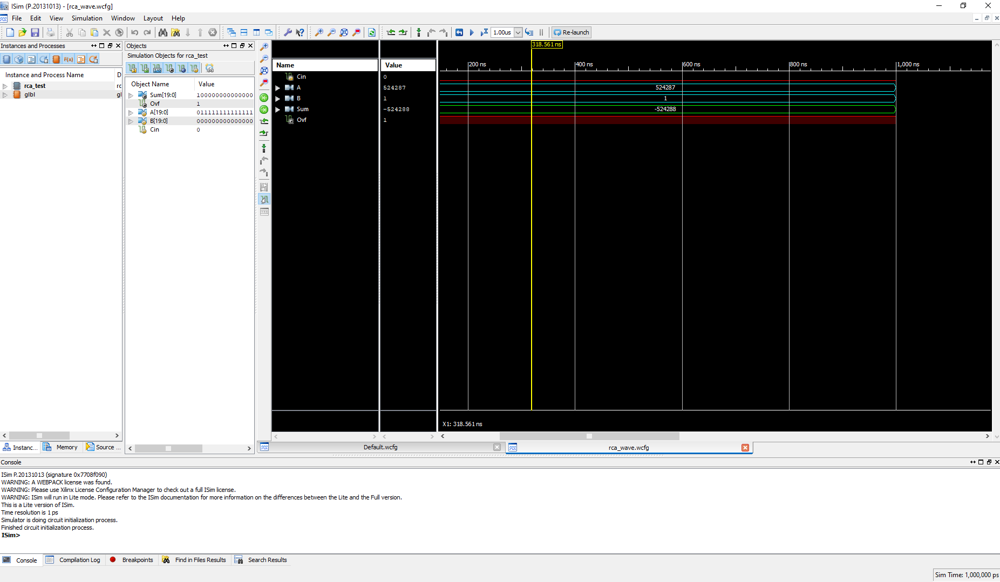 ISim (P.20131013) - [rca_wave.wcfg]
File Edit View Simulation Window Layout Help
1.00us Re-launch
Instances and Processes
Instance and Process Name D
rca_test rc
glbl gl
Instanc... Memory Source ...
Objects
Simulation Objects for rca_test
Object Name Value
Sum[19:0] 100000000000000
Ovf 1
A[19:0] 011111111111111
B[19:0] 000000000000000
Cin 0
Name Value
Cin 0
A 524287
B 1
Sum -524288
Ovf 1
318.561 ns
200 ns 400 ns 600 ns 800 ns 1,000 ns
524287
1
-524288
X1: 318.561 ns
Default.wcfg rca_wave.wcfg
Console
ISim P.20131013 (signature 0x7708f090)
WARNING: A WEBPACK license was found.
WARNING: Please use Xilinx License Configuration Manager to check out a full ISim license.
WARNING: ISim will run in Lite mode. Please refer to the ISim documentation for more information on the differences between the Lite and the Full version.
This is a Lite version of ISim.
Time resolution is 1 ps
Simulator is doing circuit initialization process.
Finished circuit initialization process.
ISim>
Console Compilation Log Breakpoints Find in Files Results Search Results
Sim Time: 1,000,000 ps